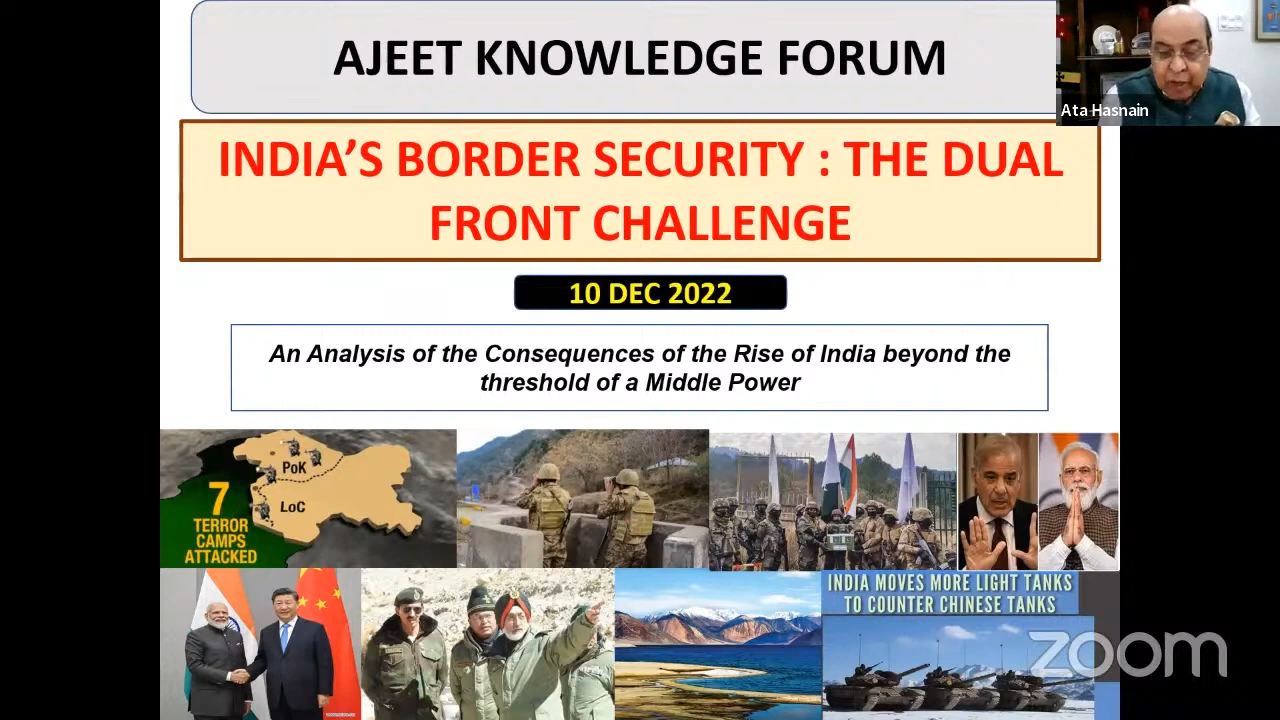 AJEET KNOWLEDGE FORUM
Ata Hasnain
INDIA'S BORDER SECURITY : THE DUAL
FRONT CHALLENGE
10 DEC 2022
An Analysis of the Consequences of the Rise of India beyond the
threshold of a Middle Power
PoK
LoC
7
TERROR
CAMPS
ATTACKED
INDIA MOVES MORE LIGHT TANKS
TO COUNTER CHINESE TANKS
zoom